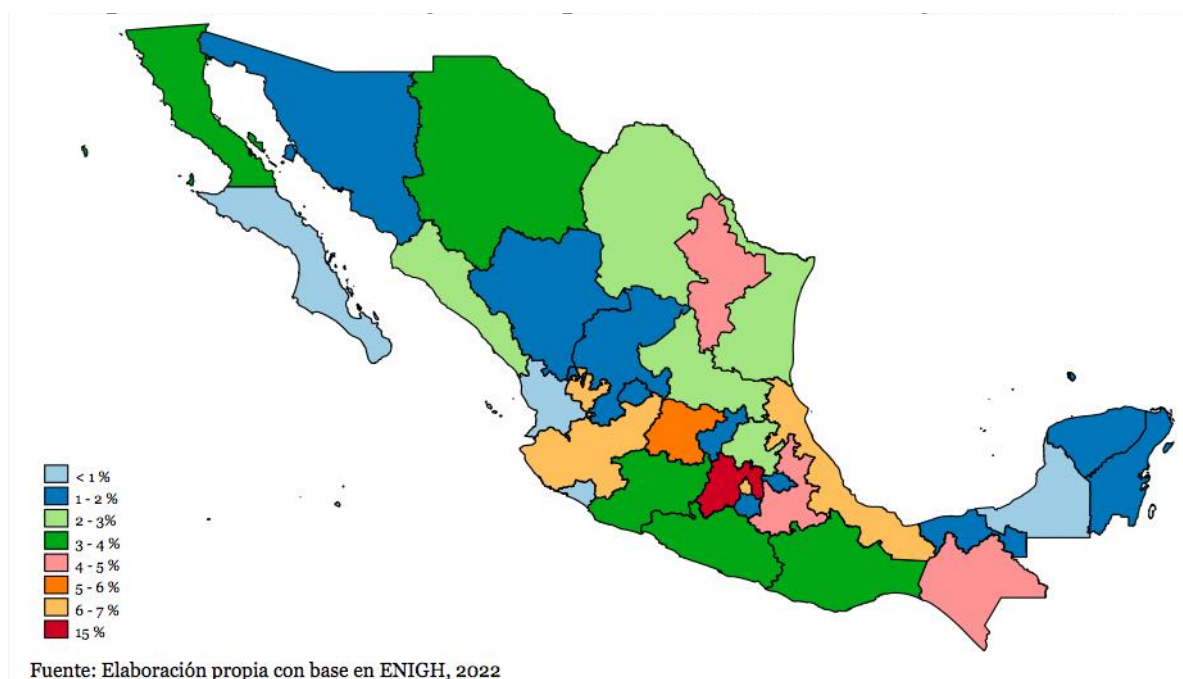 < 1 %
1 - 2 %
2 - 3%
3 - 4 %
4 - 5 %
5 - 6 %
6 - 7 %
15 %
Fuente: Elaboración propia con base en ENIGH, 2022